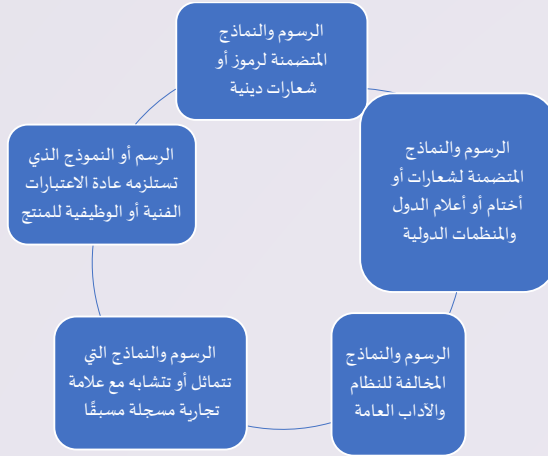 الرسوم والنماذج
المتضمنة لرموز أو
شعارات دينية
الرسوم والنماذج
المتضمنة لشعارات أو
أختام أو أعلام الدول
والمنظمات الدولية
الرسوم والنماذج
المخالفة للنظام
والآداب العامة
الرسوم والنماذج التي
تتماثل أو تتشابه مع علامة
تجارية مسجلة مسبقًا
الرسم أو النموذج الذي
تستلزمه عادة الاعتبارات
الفنية أو الوظيفية للمنتج